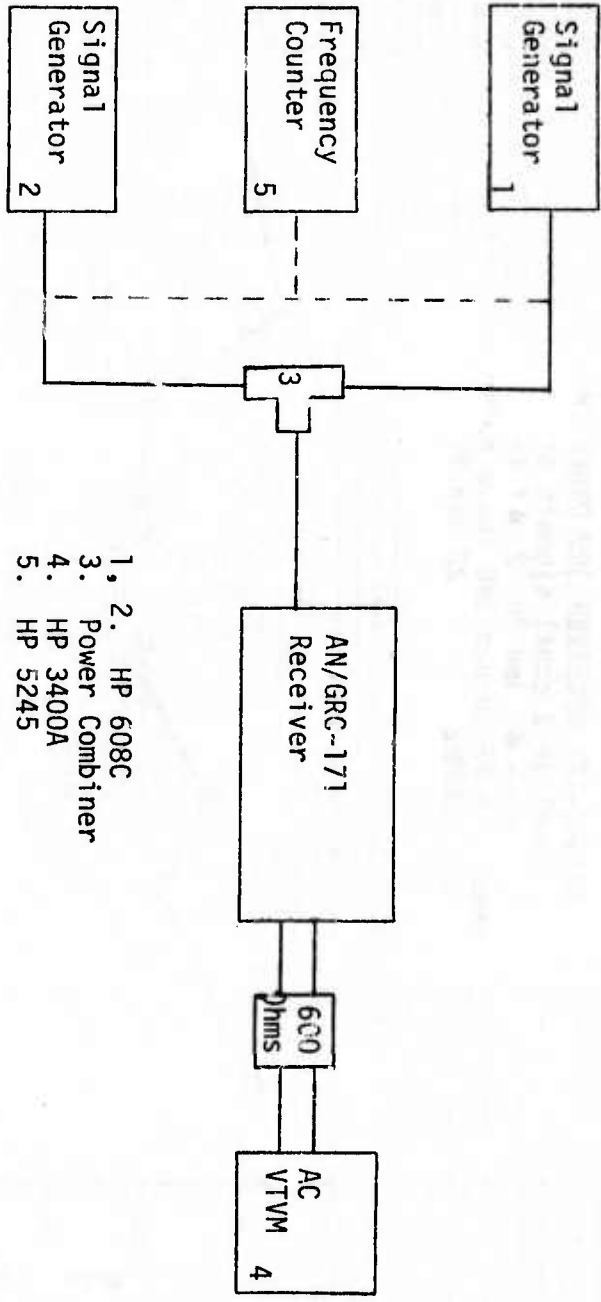 Signal
Generator
1
Frequency
Counter
5
Signal
Generator
2
3
AN/GRC-171
Receiver
600
Ohms
AC
VTVM
4
1, 2. HP 608C
3. Power Combiner
4. HP 3400A
5. HP 5245